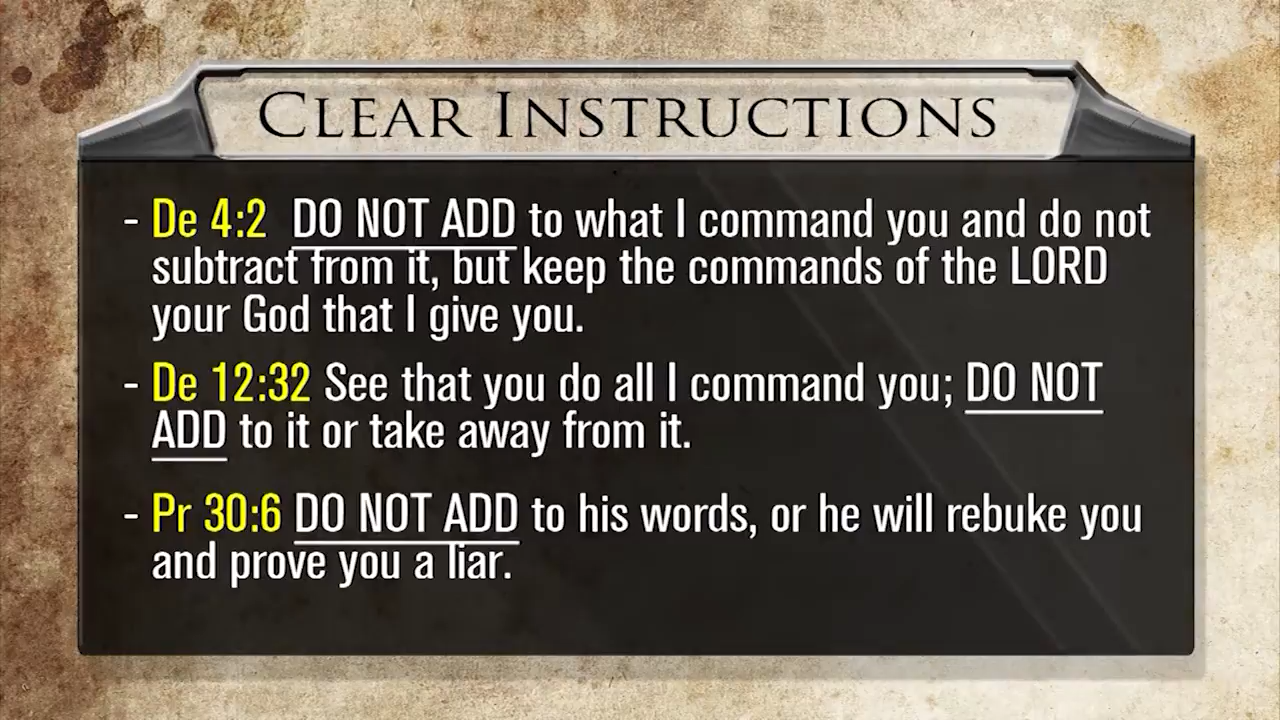 CLEAR INSTRUCTIONS
- De 4:2 DO NOT ADD to what I command you and do not
subtract from it, but keep the commands of the LORD
your God that I give you.
- De 12:32 See that you do all I command you; DO NOT
ADD to it or take away from it.
- Pr 30:6 DO NOT ADD to his words, or he will rebuke you
and prove you a liar.